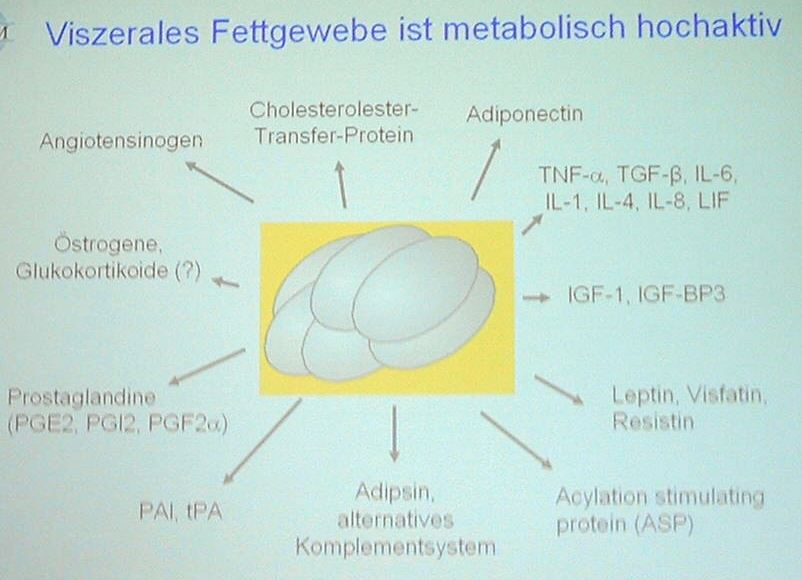 Viszerales Fettgewebe ist metabolisch hochaktiv
Cholesterolester-
Transfer-Protein
Adiponectin
Angiotensinogen
TNF-α, TGF-β, IL-6,
IL-1, IL-4, IL-8, LIF
Östrogene,
Glukokortikoide (?)
IGF-1, IGF-BP3
Prostaglandine
(PGE2, PGI2, PGF2α)
Leptin, Visfatin,
Resistin
PAI, tPA
Adipsin,
alternatives
Komplementsystem
Acylation stimulating
protein (ASP)